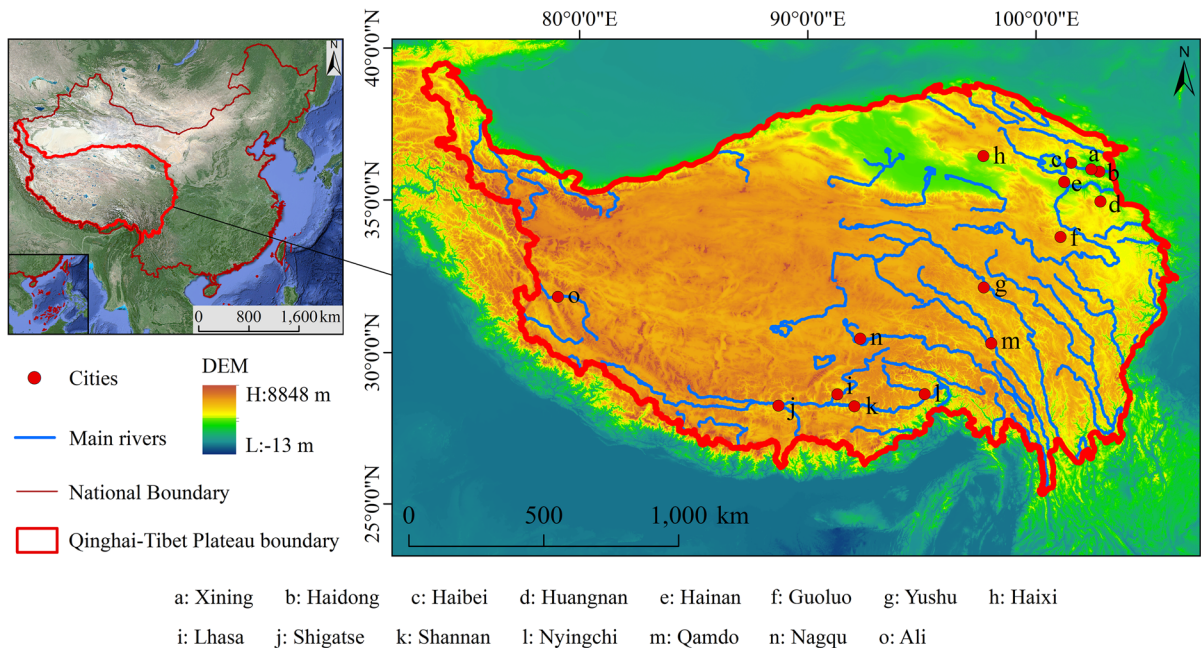 80°0'0"E 90°0'0"E 100°0'0"E
40°0'0"N
35°0'0"N
30°0'0"N
25°0'0"N
N
0 800 1,600 km
N
h
c
a
b
e
d
f
g
o
n
m
i
l
j
k
0 500 1,000 km
Cities
Main rivers
National Boundary
Qinghai-Tibet Plateau boundary
DEM
H:8848 m
L:-13 m
a: Xining b: Haidong c: Haibei d: Huangnan e: Hainan f: Guoluo g: Yushu h: Haixi
i: Lhasa j: Shigatse k: Shannan l: Nyingchi m: Qamdo n: Nagqu o: Ali